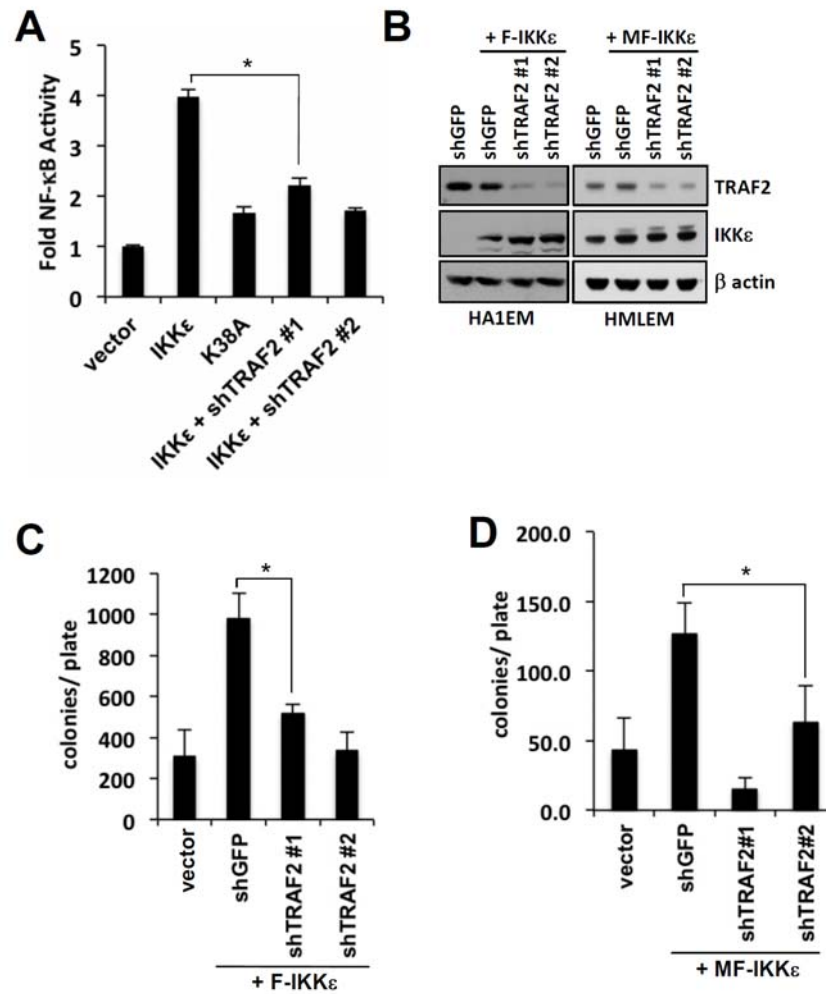 A
Fold NF-κB Activity
5
4
3
2
1
0
*
vector
IKKε
K38A
IKKε + shTRAF2 #1
IKKε + shTRAF2 #2
B
+ F-IKKε
+ MF-IKKε
shGFP
shGFP
shTRAF2 #1
shTRAF2 #2
shGFP
shGFP
shTRAF2 #1
shTRAF2 #2
TRAF2
IKKε
β actin
HA1EM
HMLEM
C
colonies/ plate
1200
1000
800
600
400
200
0
*
vector
shGFP
shTRAF2 #1
shTRAF2 #2
+ F-IKKε
D
colonies/ plate
200.0
150.0
100.0
50.0
0.0
*
vector
shGFP
shTRAF2#1
shTRAF2#2
+ MF-IKKε